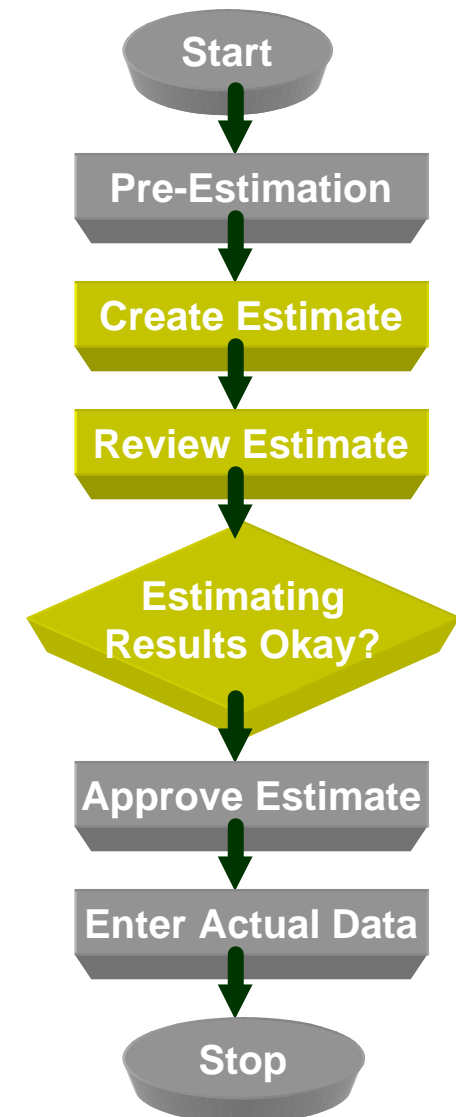 Start
Pre-Estimation
Create Estimate
Review Estimate
Estimating
Results Okay?
Approve Estimate
Enter Actual Data
Stop